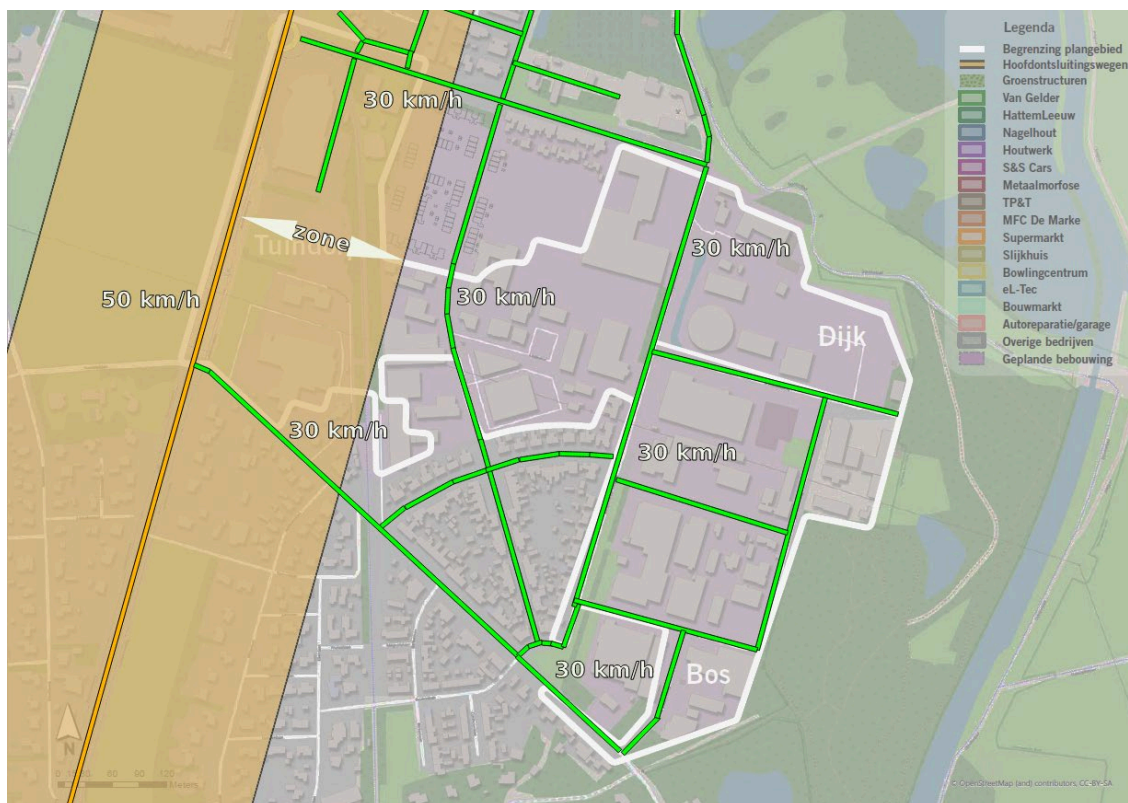 Legenda
Begrenzing plangebied
Hoofdontsluitingswegen
Groenstructuren
Van Gelder
HattemLeeuw
Nagelhout
Houtwerk
S&S Cars
Metaalmorfose
TP&T
MFC De Marke
Supermarkt
Slijkhuis
Bowlingcentrum
eL-Tec
Bouwmarkt
Autoreparatie/garage
Overige bedrijven
Geplande bebouwing
30 km/h
zone
30 km/h
50 km/h
30 km/h
Dijk
30 km/h
30 km/h
30 km/h
Bos
N
Meters
© OpenStreetMap (and) contributors, CC-BY-SA